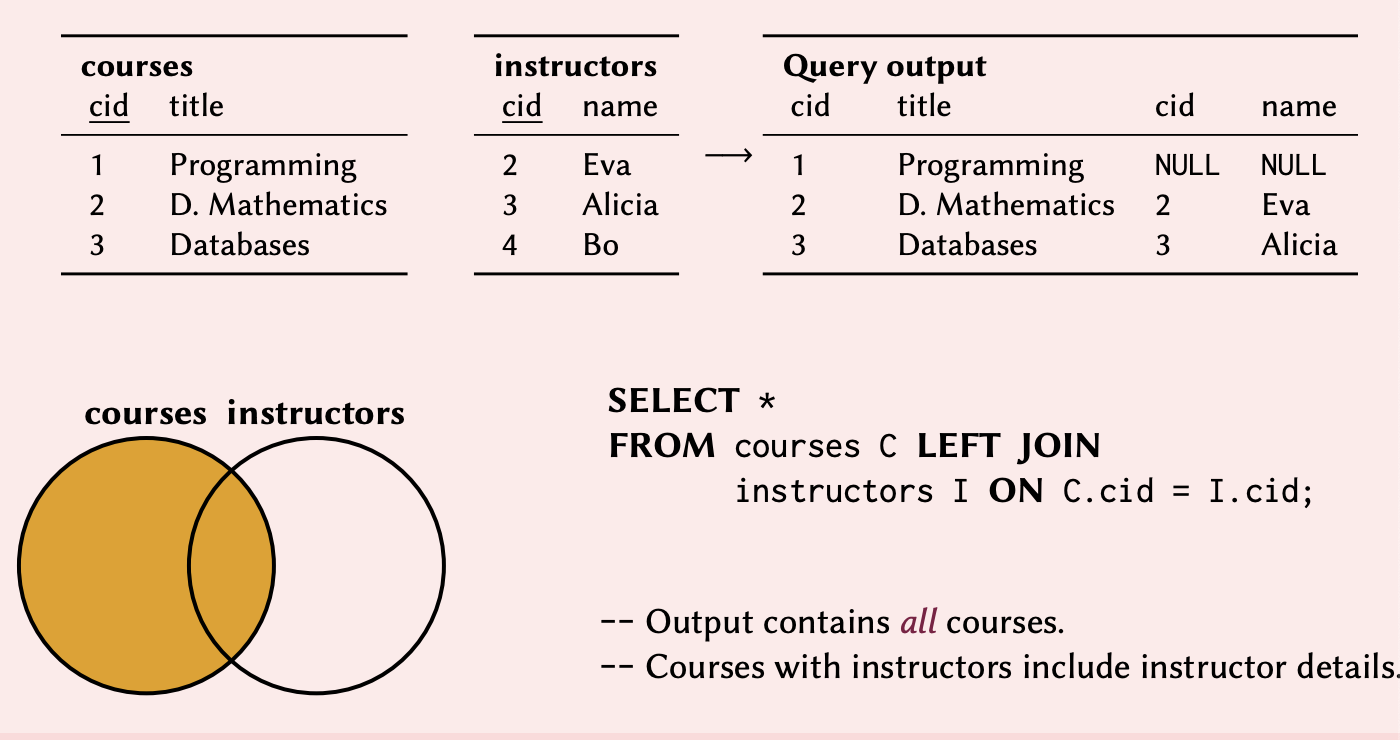 courses
cid title
1 Programming
2 D. Mathematics
3 Databases
instructors
cid name
2 Eva
3 Alicia
4 Bo
⟶
Query output
cid title cid name
1 Programming NULL NULL
2 D. Mathematics 2 Eva
3 Databases 3 Alicia
courses instructors
SELECT *
FROM courses C LEFT JOIN
instructors I ON C.cid = I.cid;
-- Output contains all courses.
-- Courses with instructors include instructor details.